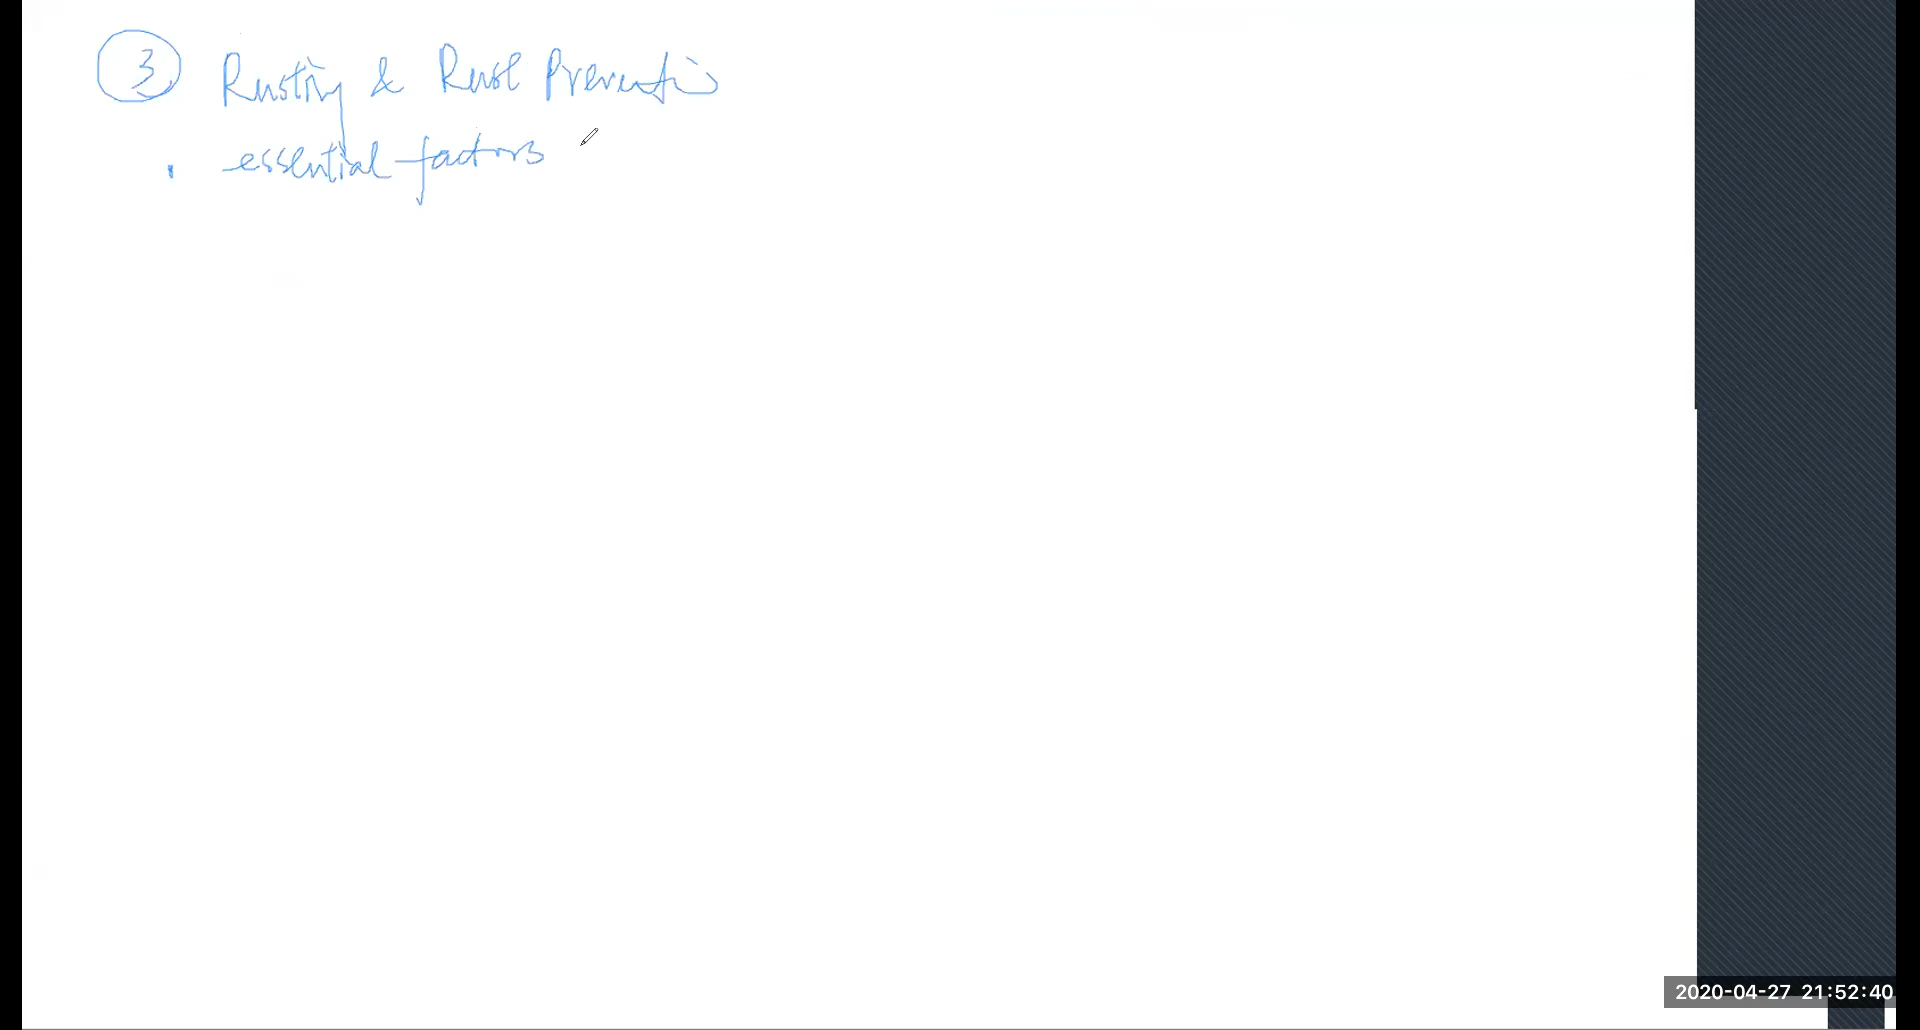 3 Rusting & Rust Prevention
. essential factors
2020-04-27 21:52:40